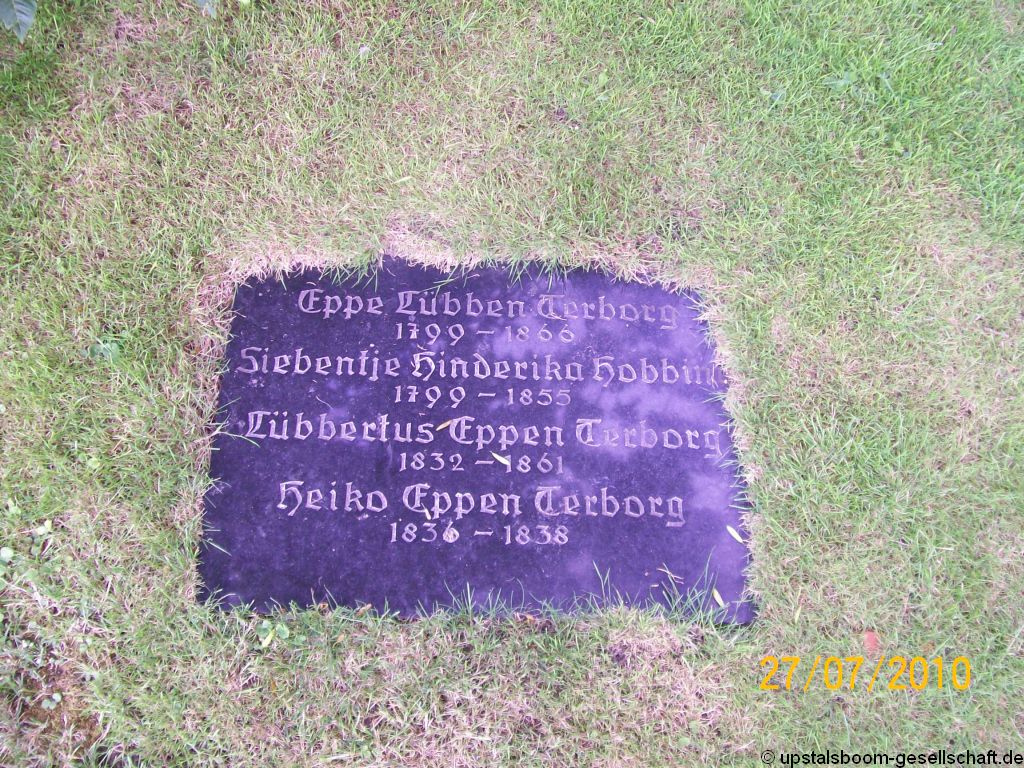 Eppe Lübben Terborg
1799 - 1866
Siebentje Hinderika
1799 - 1855
Lübbertus Eppen Terborg
1832 - 1861
Heiko Eppen Terborg
1836 - 1838
27/07/2010
© upstalsboom-gesellschaft.de